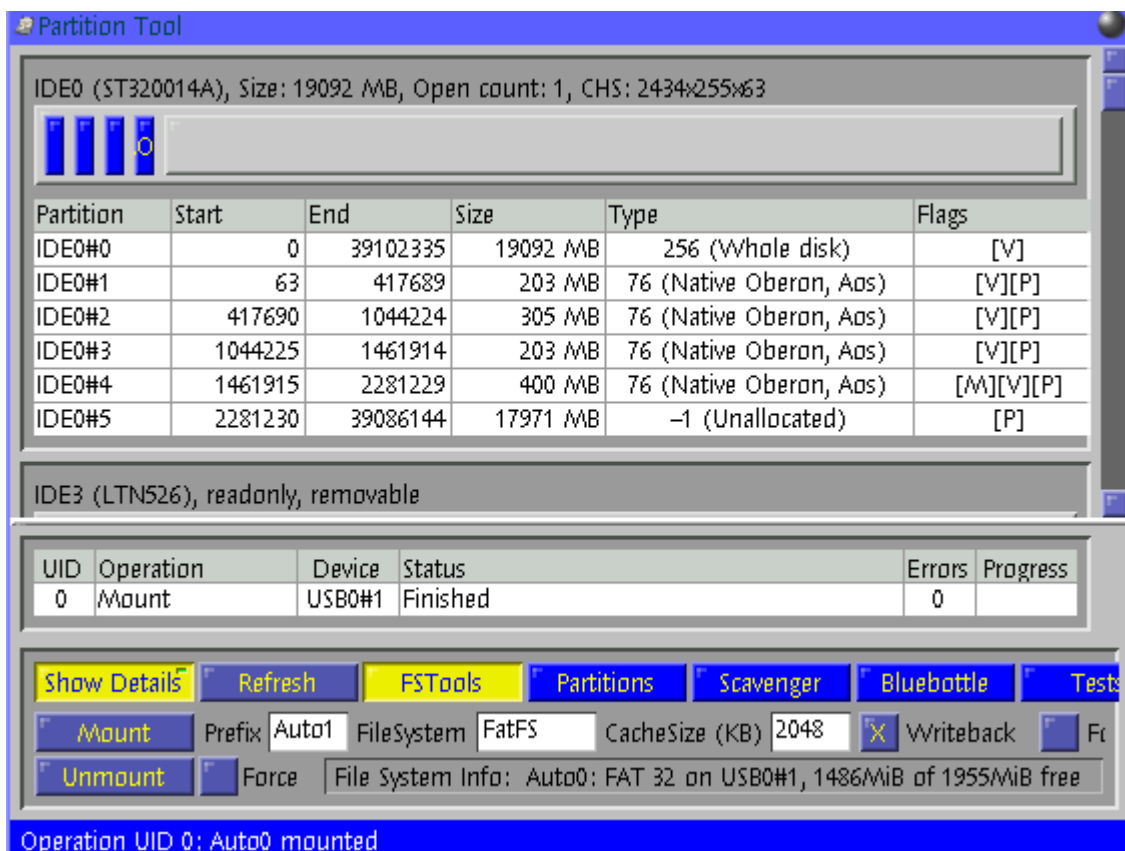 Partition Tool
IDE0 (ST320014A), Size: 19092 MB, Open count: 1, CHS: 2434x255x63
O
Partition Start End Size Type Flags
IDE0#0 0 39102335 19092 MB 256 (Whole disk) [V]
IDE0#1 63 417689 203 MB 76 (Native Oberon, Aos) [V][P]
IDE0#2 417690 1044224 305 MB 76 (Native Oberon, Aos) [V][P]
IDE0#3 1044225 1461914 203 MB 76 (Native Oberon, Aos) [V][P]
IDE0#4 1461915 2281229 400 MB 76 (Native Oberon, Aos) [M][V][P]
IDE0#5 2281230 39086144 17971 MB –1 (Unallocated) [P]
IDE3 (LTN526), readonly, removable
UID Operation Device Status Errors Progress
0 Mount USB0#1 Finished 0
Show Details Refresh FSTools Partitions Scavenger Bluebottle Tests
Mount Prefix Auto1 FileSystem FatFS CacheSize (KB) 2048 X Writeback
Unmount Force File System Info: Auto0: FAT 32 on USB0#1, 1486MiB of 1955MiB free
Operation UID 0: Auto0 mounted